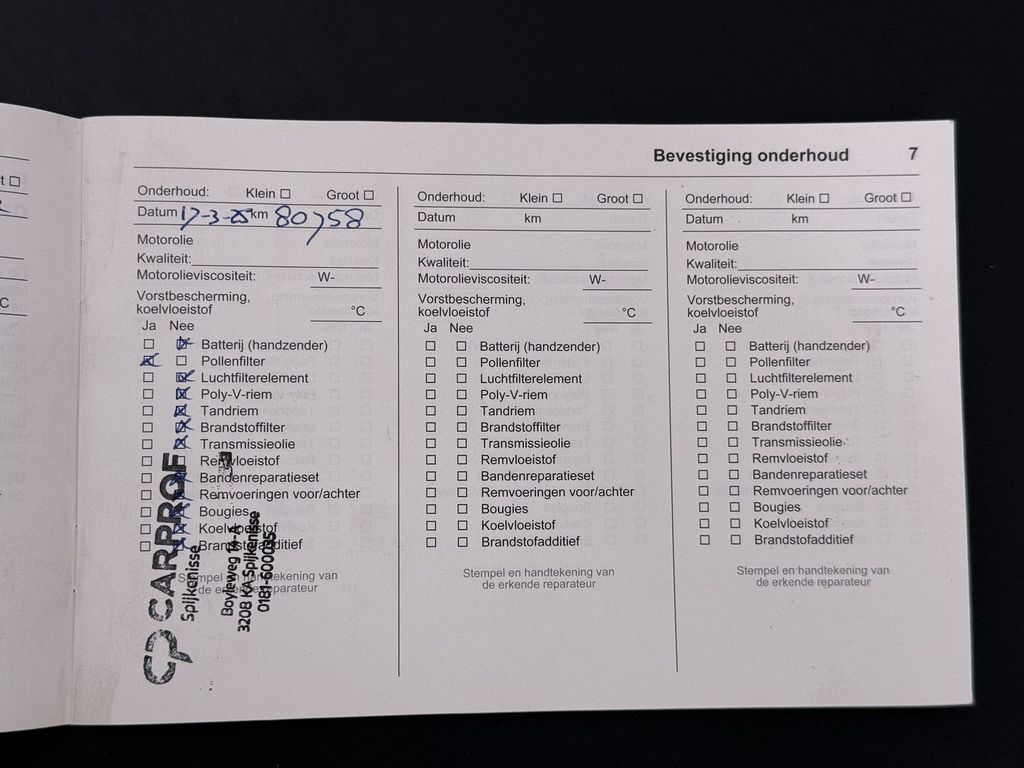 t
C
Bevestiging onderhoud 7
Onderhoud: Klein Groot
Datum 17-3-25 km 80758
Motorolie
Kwaliteit:
Motorolieviscositeit: W-
Vorstbescherming,
koelvloeistof °C
Ja Nee
Batterij (handzender)
Pollenfilter
Luchtfilterelement
Poly-V-riem
Tandriem
Brandstoffilter
Transmissieolie
Remvloeistof
Bandenreparatieset
Remvoeringen voor/achter
Bougies
Koelvloeistof
Brandstofadditief
Stempel en handtekening van
de erkende reparateur
CP CARPROF
Spijkenisse
Boyleweg 14-A
3208 KA Spijkenisse
0181-600035
Onderhoud: Klein Groot
Datum km
Motorolie
Kwaliteit:
Motorolieviscositeit: W-
Vorstbescherming,
koelvloeistof °C
Ja Nee
Batterij (handzender)
Pollenfilter
Luchtfilterelement
Poly-V-riem
Tandriem
Brandstoffilter
Transmissieolie
Remvloeistof
Bandenreparatieset
Remvoeringen voor/achter
Bougies
Koelvloeistof
Brandstofadditief
Stempel en handtekening van
de erkende reparateur
Onderhoud: Klein Groot
Datum km
Motorolie
Kwaliteit:
Motorolieviscositeit: W-
Vorstbescherming,
koelvloeistof °C
Ja Nee
Batterij (handzender)
Pollenfilter
Luchtfilterelement
Poly-V-riem
Tandriem
Brandstoffilter
Transmissieolie
Remvloeistof
Bandenreparatieset
Remvoeringen voor/achter
Bougies
Koelvloeistof
Brandstofadditief
Stempel en handtekening van
de erkende reparateur